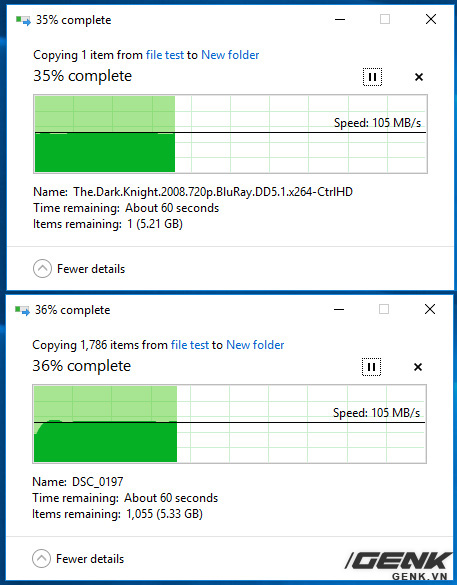 35% complete
Copying 1 item from file test to New folder
35% complete
Speed: 105 MB/s
Name: The.Dark.Knight.2008.720p.BluRay.DD5.1.x264-CtrlHD
Time remaining: About 60 seconds
Items remaining: 1 (5.21 GB)
Fewer details
36% complete
Copying 1,786 items from file test to New folder
36% complete
Speed: 105 MB/s
Name: DSC_0197
Time remaining: About 60 seconds
Items remaining: 1,055 (5.33 GB)
Fewer details
GENK
GENK.VN